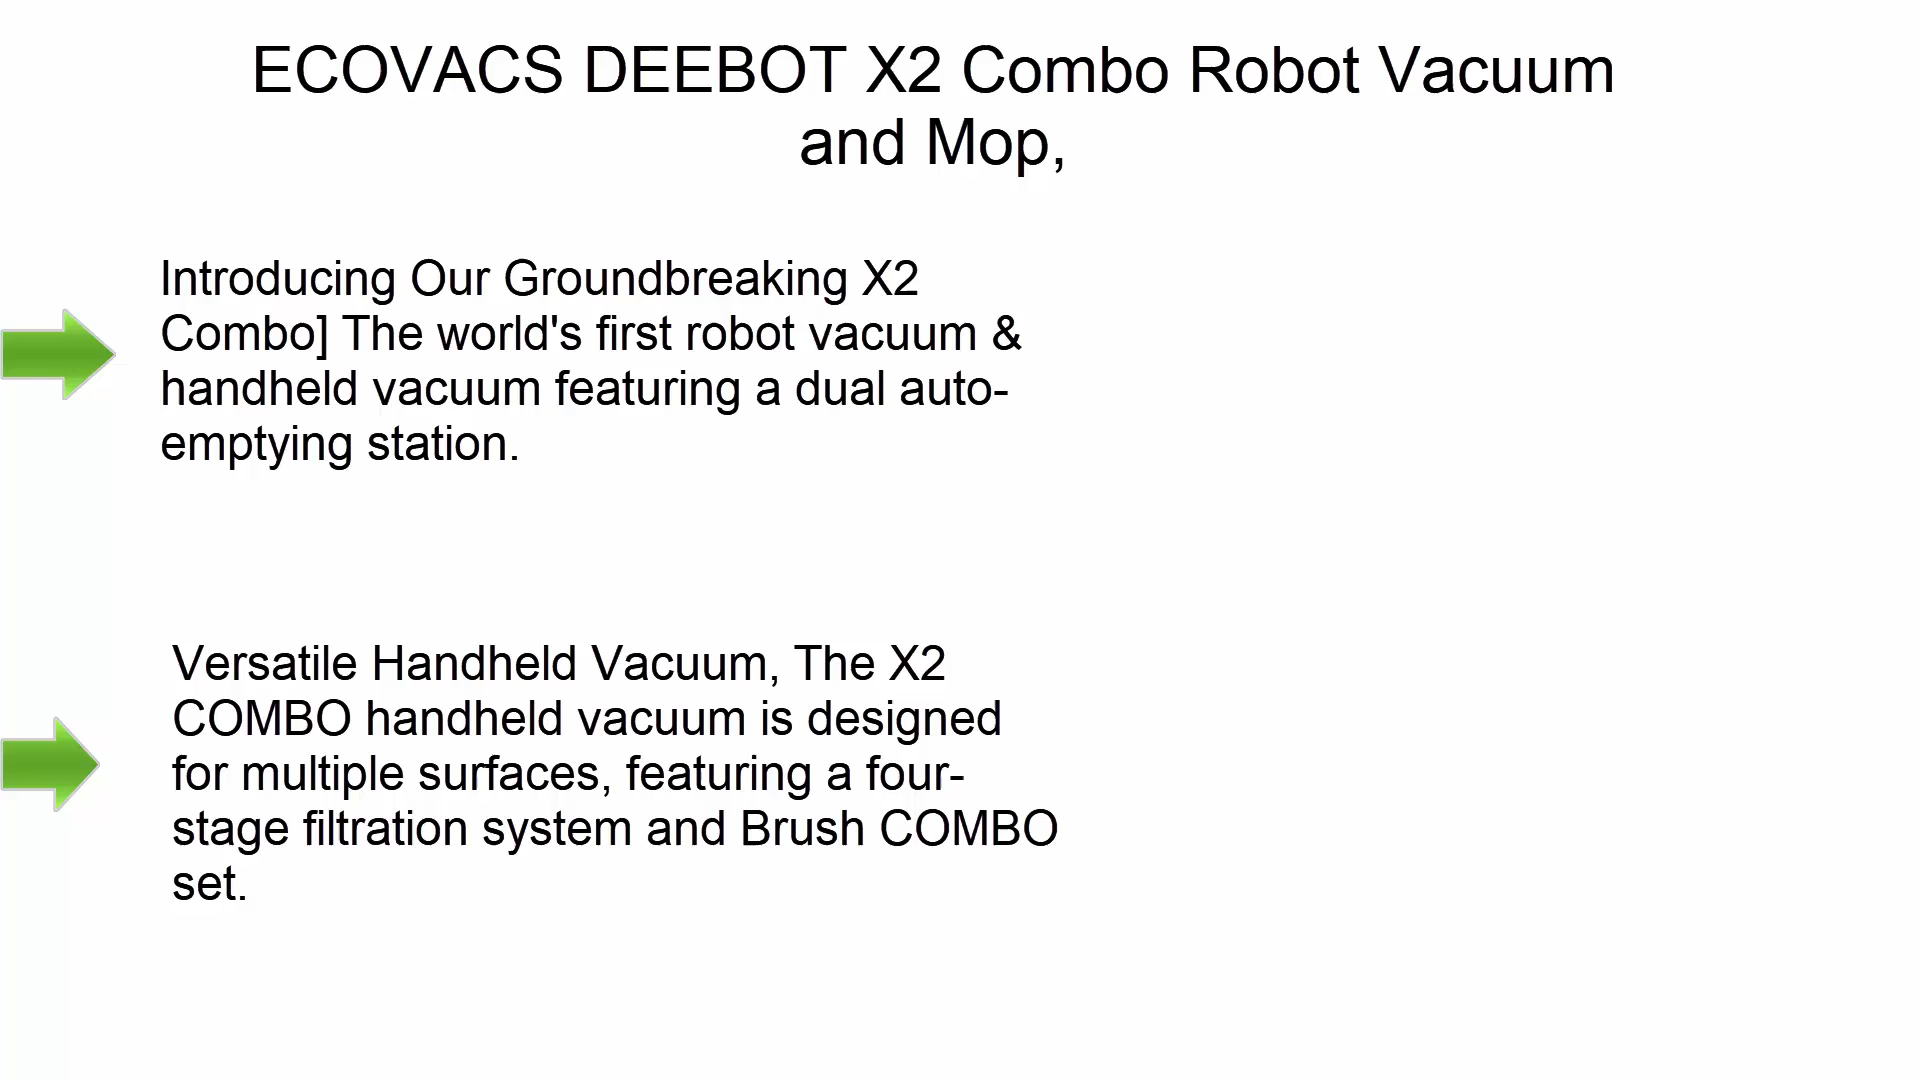 ECOVACS DEEBOT X2 Combo Robot Vacuum
and Mop,
Introducing Our Groundbreaking X2
Combo] The world's first robot vacuum &
handheld vacuum featuring a dual auto-
emptying station.
Versatile Handheld Vacuum, The X2
COMBO handheld vacuum is designed
for multiple surfaces, featuring a four-
stage filtration system and Brush COMBO
set.